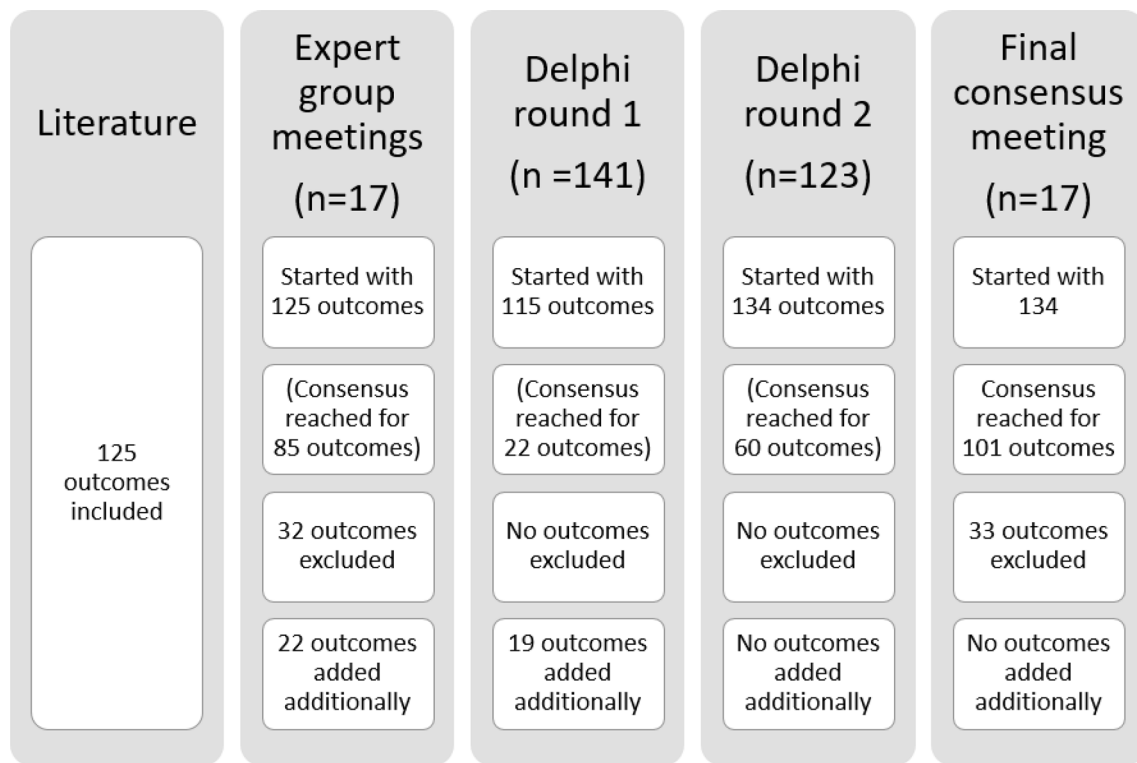 Literature
125
outcomes
included
Expert
group
meetings
(n=17)
Started with
125 outcomes
(Consensus
reached for
85 outcomes)
32 outcomes
excluded
22 outcomes
added
additionally
Delphi
round 1
(n =141)
Started with
115 outcomes
(Consensus
reached for
22 outcomes)
No outcomes
excluded
19 outcomes
added
additionally
Delphi
round 2
(n=123)
Started with
134 outcomes
(Consensus
reached for
60 outcomes)
No outcomes
excluded
No outcomes
added
additionally
Final
consensus
meeting
(n=17)
Started with
134
Consensus
reached for
101 outcomes
33 outcomes
excluded
No outcomes
added
additionally